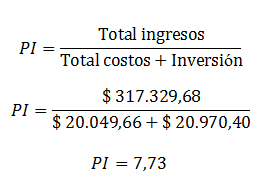 PI = Total ingresos / Total costos + Inversión
PI = $ 317.329,68 / $ 20.049,66 + $ 20.970,40
PI = 7,73